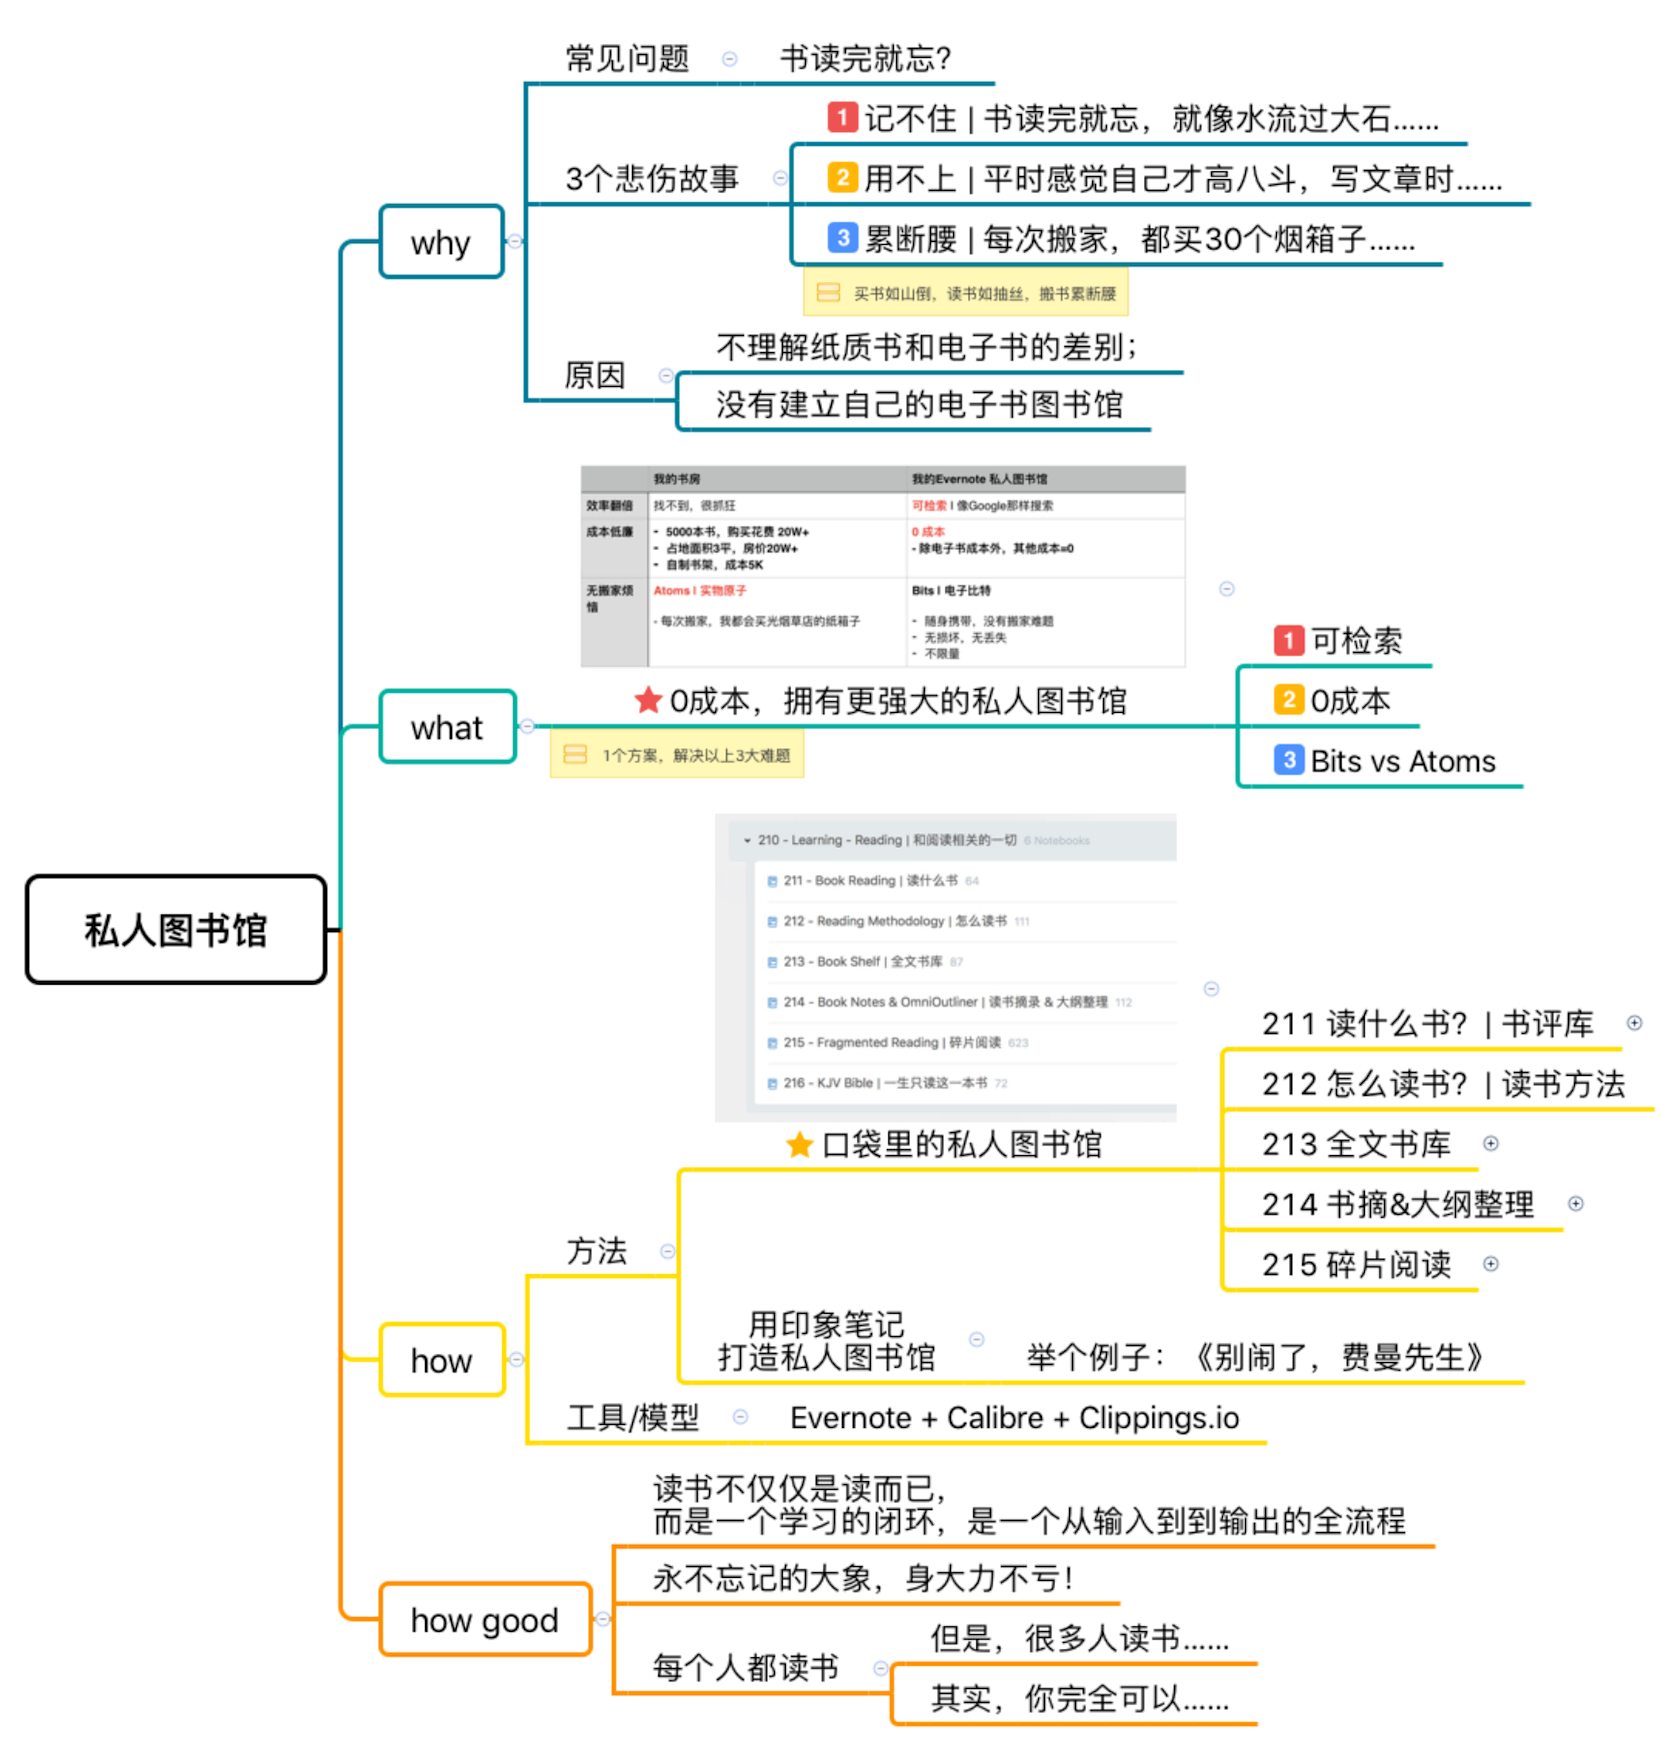 常见问题
书读完就忘?
3个悲伤故事
1 记不住 | 书读完就忘，就像水流过大石......
2 用不上 | 平时感觉自己才高八斗，写文章时......
3 累断腰 | 每次搬家，都买30个烟箱子......
买书如山倒，读书如抽丝，搬书累断腰
why
原因
不理解纸质书和电子书的差别；
没有建立自己的电子书图书馆
我的书房
我的Evernote 私人图书馆
效率翻倍
找不到，很抓狂
可检索 | 像Google那样搜索
成本低廉
- 5000本书，购买花费 20W+
- 占地面积3平，房价20W+
- 自制书架，成本5K
0 成本
- 除电子书成本外，其他成本=0
无搬家烦
恼
Atoms | 实物原子
- 每次搬家，我都会买光烟草店的纸箱子
Bits | 电子比特
- 随身携带，没有搬家难题
- 无损坏，无丢失
- 不限量
what
0成本，拥有更强大的私人图书馆
1个方案，解决以上3大难题
1 可检索
2 0成本
3 Bits vs Atoms
私人图书馆
210 - Learning - Reading | 和阅读相关的一切 6 Notebooks
211 - Book Reading | 读什么书 64
212 - Reading Methodology | 怎么读书 111
213 - Book Shelf | 全文书库 87
214 - Book Notes & OmniOutliner | 读书摘录 & 大纲整理 112
215 - Fragmented Reading | 碎片阅读 623
216 - KJV Bible | 一生只读这一本书 72
口袋里的私人图书馆
211 读什么书？ | 书评库
212 怎么读书？ | 读书方法
213 全文书库
214 书摘&大纲整理
215 碎片阅读
how
方法
用印象笔记
打造私人图书馆
举个例子：《别闹了，费曼先生》
工具/模型
Evernote + Calibre + Clippings.io
how good
读书不仅仅是读而已，
而是一个学习的闭环，是一个从输入到到输出的全流程
永不忘记的大象，身大力不亏！
每个人都读书
但是，很多人读书......
其实，你完全可以......